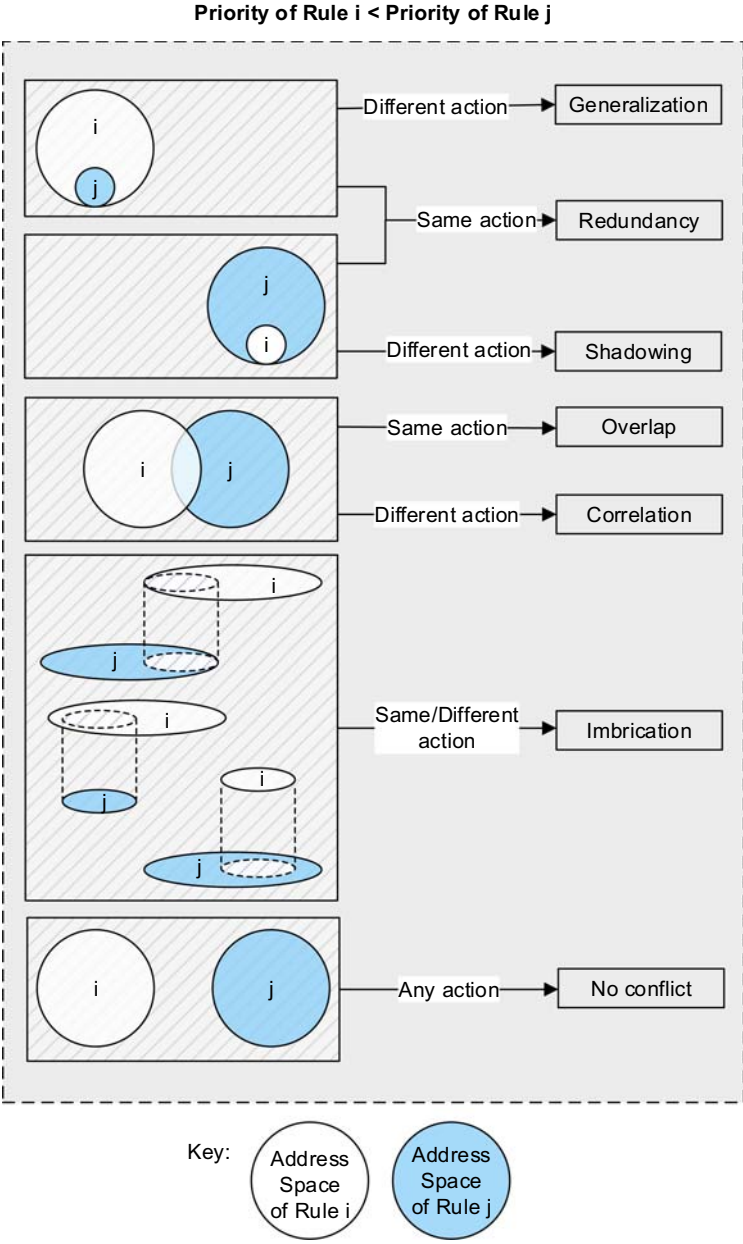 Priority of Rule i < Priority of Rule j
i
j
Different action
Generalization
Same action
Redundancy
j
i
Different action
Shadowing
i
j
Same action
Overlap
Different action
Correlation
i
j
i
j
i
j
Same/Different
action
Imbrication
i
j
Any action
No conflict
Key:
Address
Space
of Rule i
Address
Space
of Rule j